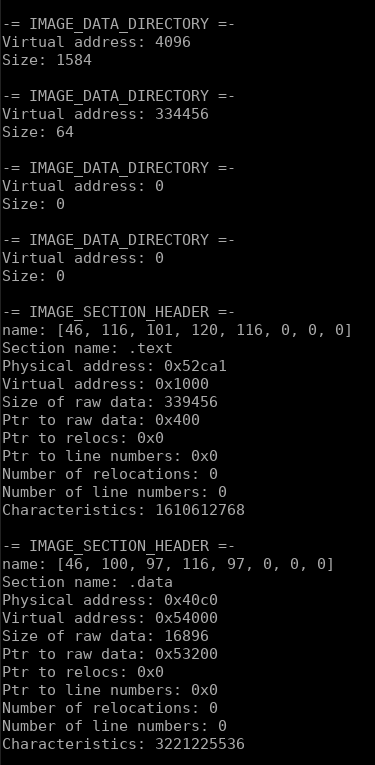 -= IMAGE_DATA_DIRECTORY =-
Virtual address: 4096
Size: 1584
-= IMAGE_DATA_DIRECTORY =-
Virtual address: 334456
Size: 64
-= IMAGE_DATA_DIRECTORY =-
Virtual address: 0
Size: 0
-= IMAGE_DATA_DIRECTORY =-
Virtual address: 0
Size: 0
-= IMAGE_SECTION_HEADER =-
name: [46, 116, 101, 120, 116, 0, 0, 0]
Section name: .text
Physical address: 0x52ca1
Virtual address: 0x1000
Size of raw data: 339456
Ptr to raw data: 0x400
Ptr to relocs: 0x0
Ptr to line numbers: 0x0
Number of relocations: 0
Number of line numbers: 0
Characteristics: 1610612768
-= IMAGE_SECTION_HEADER =-
name: [46, 100, 97, 116, 97, 0, 0, 0]
Section name: .data
Physical address: 0x40c0
Virtual address: 0x54000
Size of raw data: 16896
Ptr to raw data: 0x53200
Ptr to relocs: 0x0
Ptr to line numbers: 0x0
Number of relocations: 0
Number of line numbers: 0
Characteristics: 3221225536